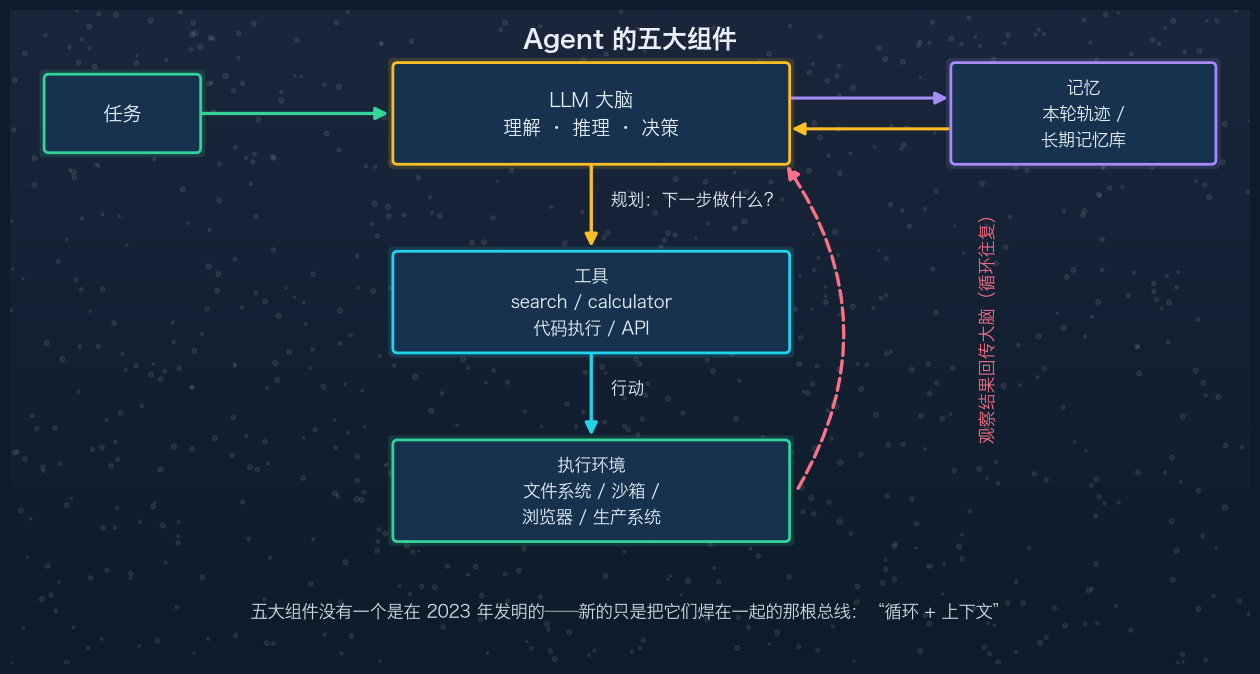 Agent 的五大组件
任务
LLM 大脑
理解 · 推理 · 决策
记忆
本轮轨迹 /
长期记忆库
规划：下一步做什么？
工具
search / calculator
代码执行 / API
行动
执行环境
文件系统 / 沙箱 /
浏览器 / 生产系统
观察结果回传大脑（循环往复）
五大组件没有一个是在 2023 年发明的——新的只是把它们焊在一起的那根总线：“循环 + 上下文”